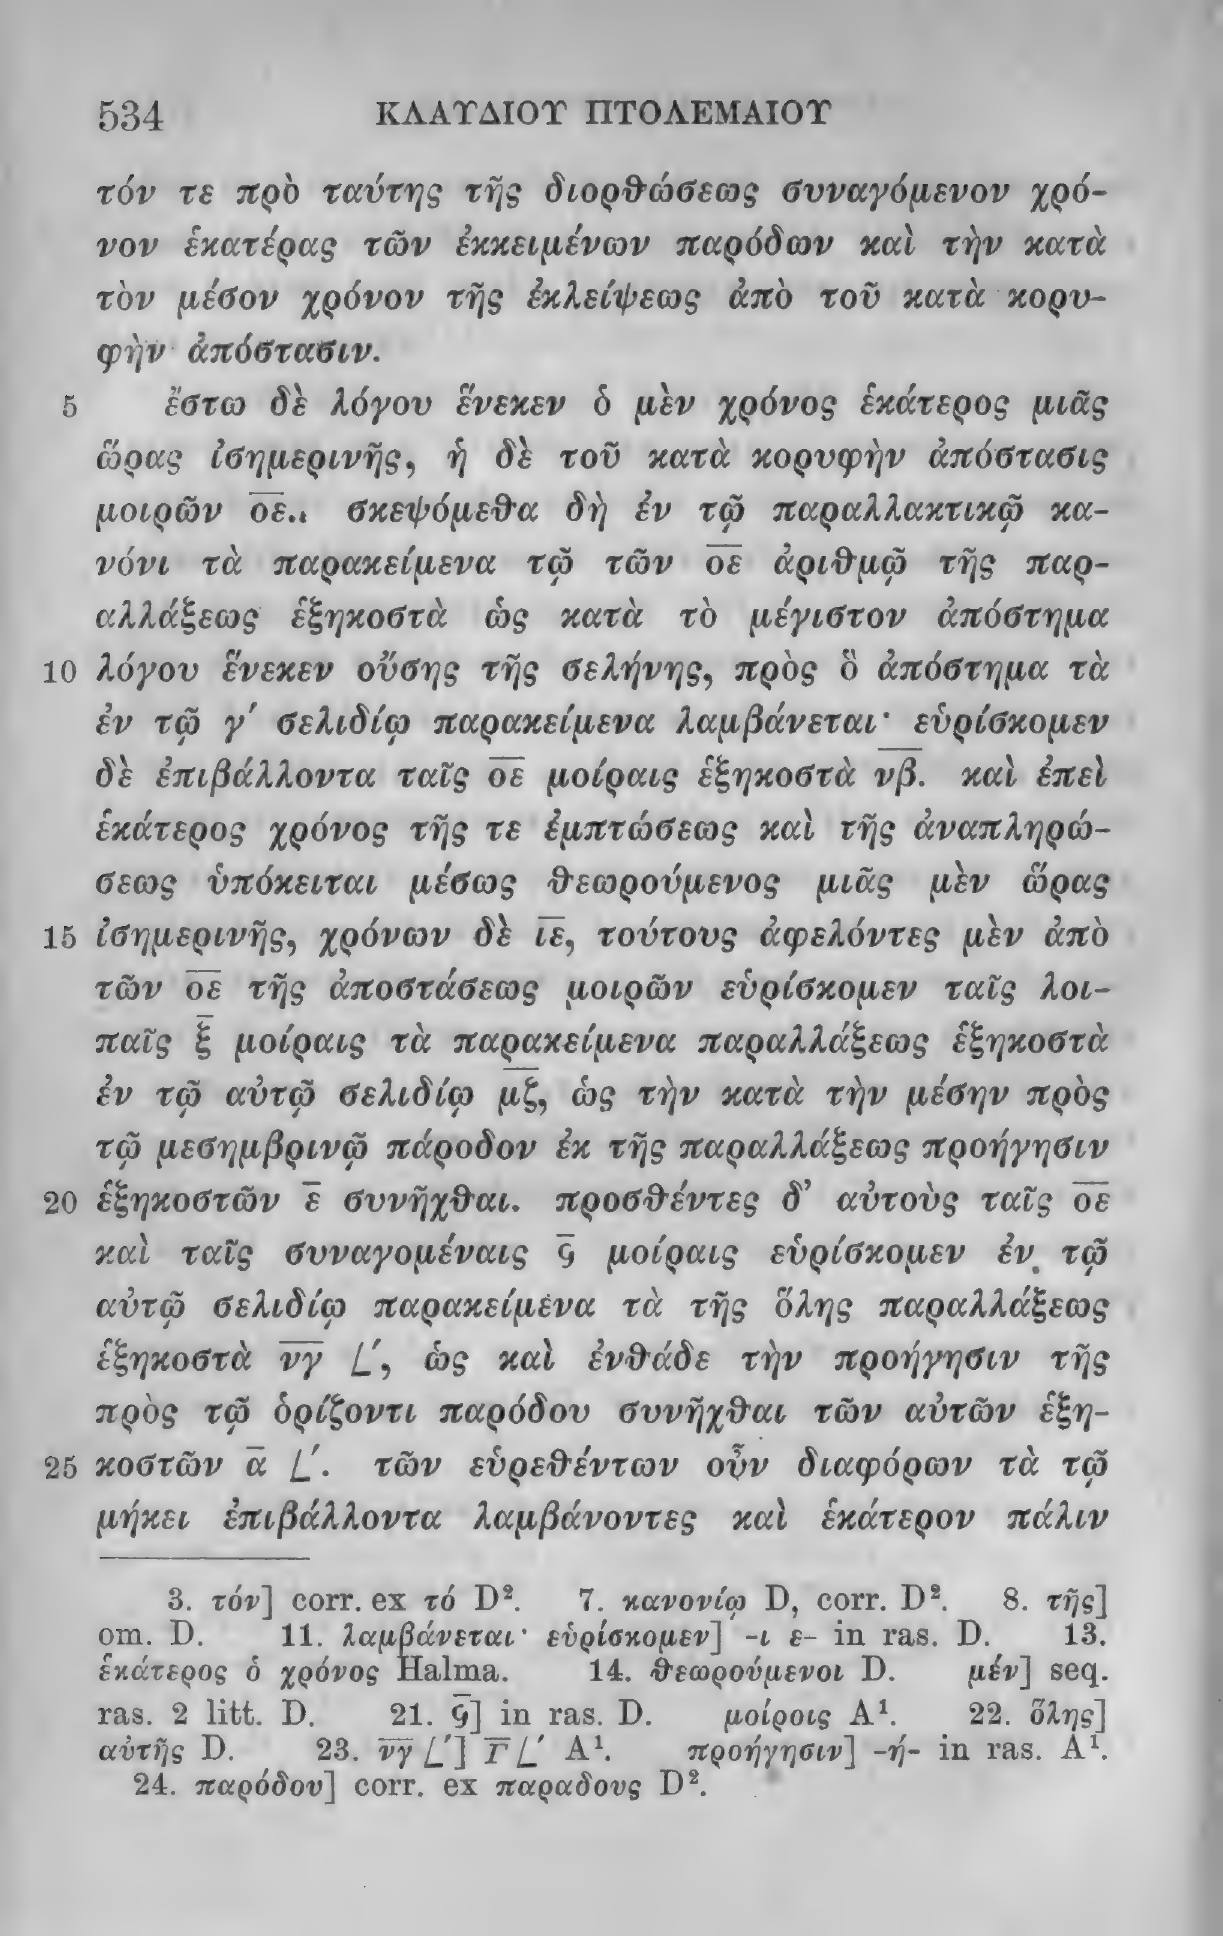 534 ΚΛΑΥΔΙΟΥ ΠΤΟΛΕΜΑΙΟΥ
τόν τε πρὸ ταύτης τῆς διορθώσεως συναγόμενον χρό-
νον ἑκατέρας τῶν ἐκκειμένων παρόδων καὶ τὴν κατὰ
τὸν μέσον χρόνον τῆς ἐκλείψεως ἀπὸ τοῦ κατὰ κορυ-
φὴν ἀπόστασιν.
5 ἔστω δὲ λόγου ἕνεκεν ὁ μὲν χρόνος ἑκάτερος μιᾶς
ὥρας ἰσημερινῆς, ἡ δὲ τοῦ κατὰ κορυφὴν ἀπόστασις
μοιρῶν ο̅ε̅. σκεψόμεθα δὴ ἐν τῷ παραλλακτικῷ κα-
νόνι τὰ παρακείμενα τῷ τῶν ο̅ε̅ ἀριθμῷ τῆς παρ-
αλλάξεως ἑξηκοστὰ ὡς κατὰ τὸ μέγιστον ἀπόστημα
10 λόγου ἕνεκεν οὔσης τῆς σελήνης, πρὸς ὃ ἀπόστημα τὰ
ἐν τῷ γʹ σελιδίῳ παρακείμενα λαμβάνεται· εὑρίσκομεν
δὲ ἐπιβάλλοντα ταῖς ο̅ε̅ μοίραις ἑξηκοστὰ ν̅β̅. καὶ ἐπεὶ
ἑκάτερος χρόνος τῆς τε ἐμπτώσεως καὶ τῆς ἀναπληρώ-
σεως ὑπόκειται μέσως θεωρούμενος μιᾶς μὲν ὥρας
15 ἰσημερινῆς, χρόνων δὲ ι̅ε̅, τούτους ἀφελόντες μὲν ἀπὸ
τῶν ο̅ε̅ τῆς ἀποστάσεως μοιρῶν εὑρίσκομεν ταῖς λοι-
παῖς ξ̅ μοίραις τὰ παρακείμενα παραλλάξεως ἑξηκοστὰ
ἐν τῷ αὐτῷ σελιδίῳ μ̅ζ̅, ὡς τὴν κατὰ τὴν μέσην πρὸς
τῷ μεσημβρινῷ πάροδον ἐκ τῆς παραλλάξεως προήγησιν
20 ἑξηκοστῶν ε̅ συνῆχθαι. προσθέντες δ’ αὐτοὺς ταῖς ο̅ε̅
καὶ ταῖς συναγομέναις ϟ̅ μοίραις εὑρίσκομεν ἐν τῷ
αὐτῷ σελιδίῳ παρακείμενα τὰ τῆς ὅλης παραλλάξεως
ἑξηκοστὰ ν̅γ̅ 𐅵ʹ, ὡς καὶ ἐνθάδε τὴν προήγησιν τῆς
πρὸς τῷ ὁρίζοντι παρόδου συνῆχθαι τῶν αὐτῶν ἑξη-
25 κοστῶν α̅ 𐅵ʹ. τῶν εὑρεθέντων οὖν διαφόρων τὰ τῷ
μήκει ἐπιβάλλοντα λαμβάνοντες καὶ ἑκάτερον πάλιν
3. τόν] corr. ex τό D². 7. κανονίῳ D, corr. D². 8. τῆς]
om. D. 11. λαμβάνεται· εὑρίσκομεν] -ι ε- in ras. D. 13.
ἑκάτερος ὁ χρόνος Halma. 14. θεωρούμενοι D. μέν] seq.
ras. 2 litt. D. 21. ϟ̅] in ras. D. μοίροις A¹. 22. ὅλης]
αὐτῆς D. 23. ν̅γ̅ 𐅵ʹ] Γ̅ 𐅵ʹ A¹. προήγησιν] -ή- in ras. A¹.
24. παρόδου] corr. ex παραδους D².